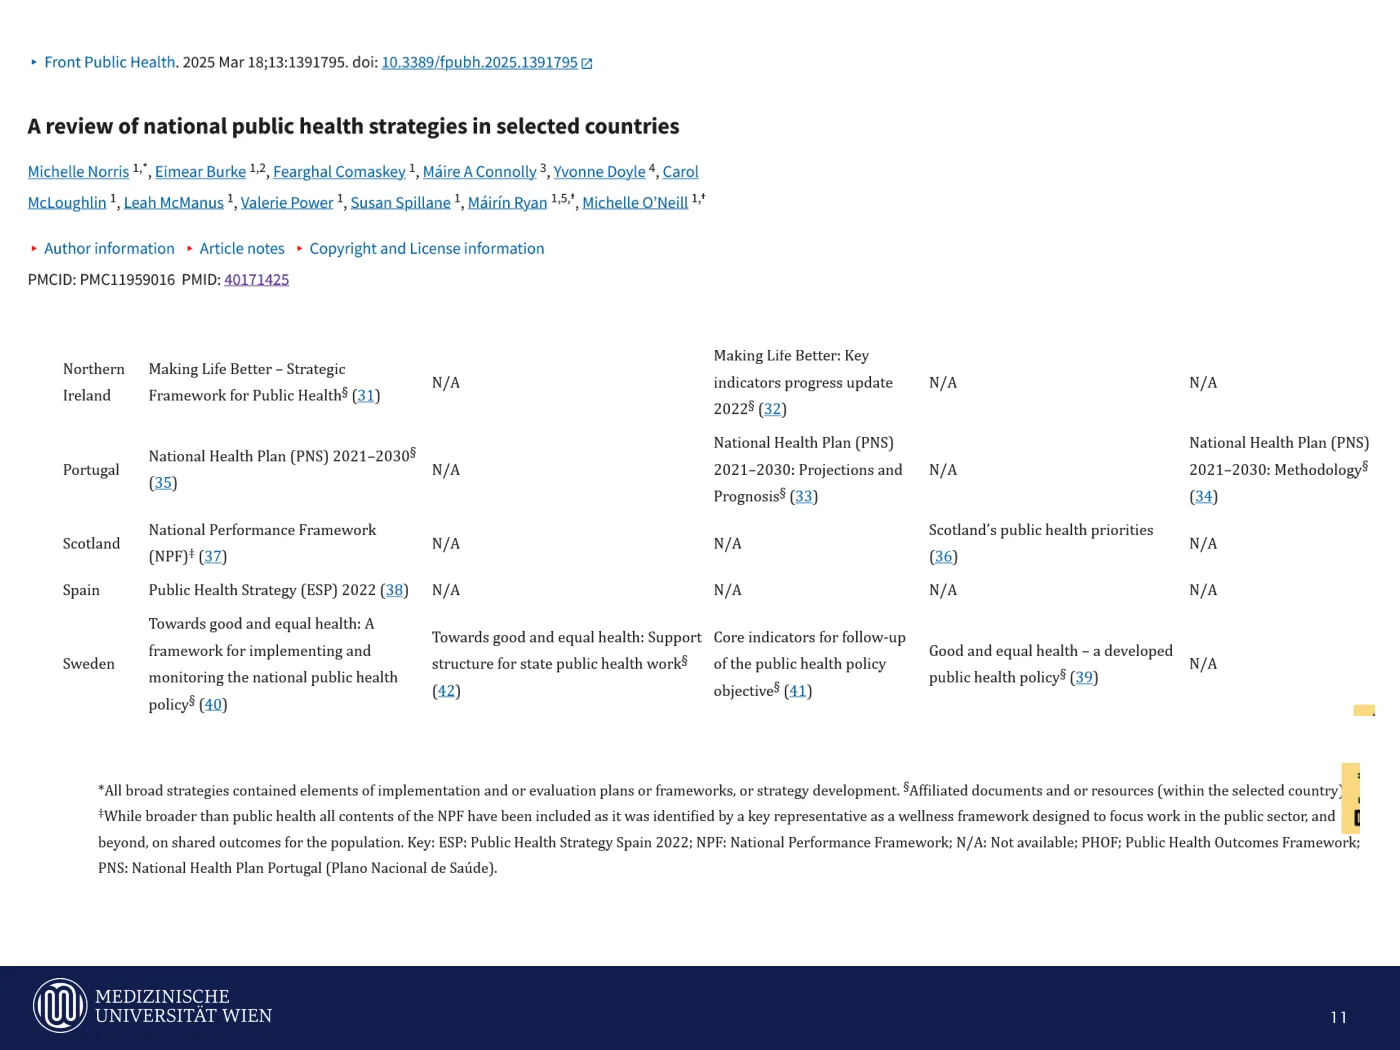 ‣ Front Public Health. 2025 Mar 18;13:1391795. doi: 10.3389/fpubh.2025.1391795
A review of national public health strategies in selected countries
Michelle Norris 1,*, Eimear Burke 1,2, Fearghal Comaskey 1, Máire A Connolly 3, Yvonne Doyle 4, Carol
McLoughlin 1, Leah McManus 1, Valerie Power 1, Susan Spillane 1, Máirín Ryan 1,5,‡, Michelle O’Neill 1,‡
‣ Author information ‣ Article notes ‣ Copyright and License information
PMCID: PMC11959016 PMID: 40171425
Northern
Ireland
Making Life Better – Strategic
Framework for Public Health§ (31)
N/A
Making Life Better: Key
indicators progress update
2022§ (32)
N/A
N/A
Portugal
National Health Plan (PNS) 2021–2030§
(35)
N/A
National Health Plan (PNS)
2021–2030: Projections and
Prognosis§ (33)
N/A
National Health Plan (PNS)
2021–2030: Methodology§
(34)
Scotland
National Performance Framework
(NPF)‡ (37)
N/A
N/A
Scotland’s public health priorities
(36)
N/A
Spain
Public Health Strategy (ESP) 2022 (38)
N/A
N/A
N/A
N/A
Sweden
Towards good and equal health: A
framework for implementing and
monitoring the national public health
policy§ (40)
Towards good and equal health: Support
structure for state public health work§
(42)
Core indicators for follow-up
of the public health policy
objective§ (41)
Good and equal health – a developed
public health policy§ (39)
N/A
*All broad strategies contained elements of implementation and or evaluation plans or frameworks, or strategy development. §Affiliated documents and or resources (within the selected country)
‡While broader than public health all contents of the NPF have been included as it was identified by a key representative as a wellness framework designed to focus work in the public sector, and
beyond, on shared outcomes for the population. Key: ESP: Public Health Strategy Spain 2022; NPF: National Performance Framework; N/A: Not available; PHOF; Public Health Outcomes Framework;
PNS: National Health Plan Portugal (Plano Nacional de Saúde).
MEDIZINISCHE
UNIVERSITÄT WIEN
11